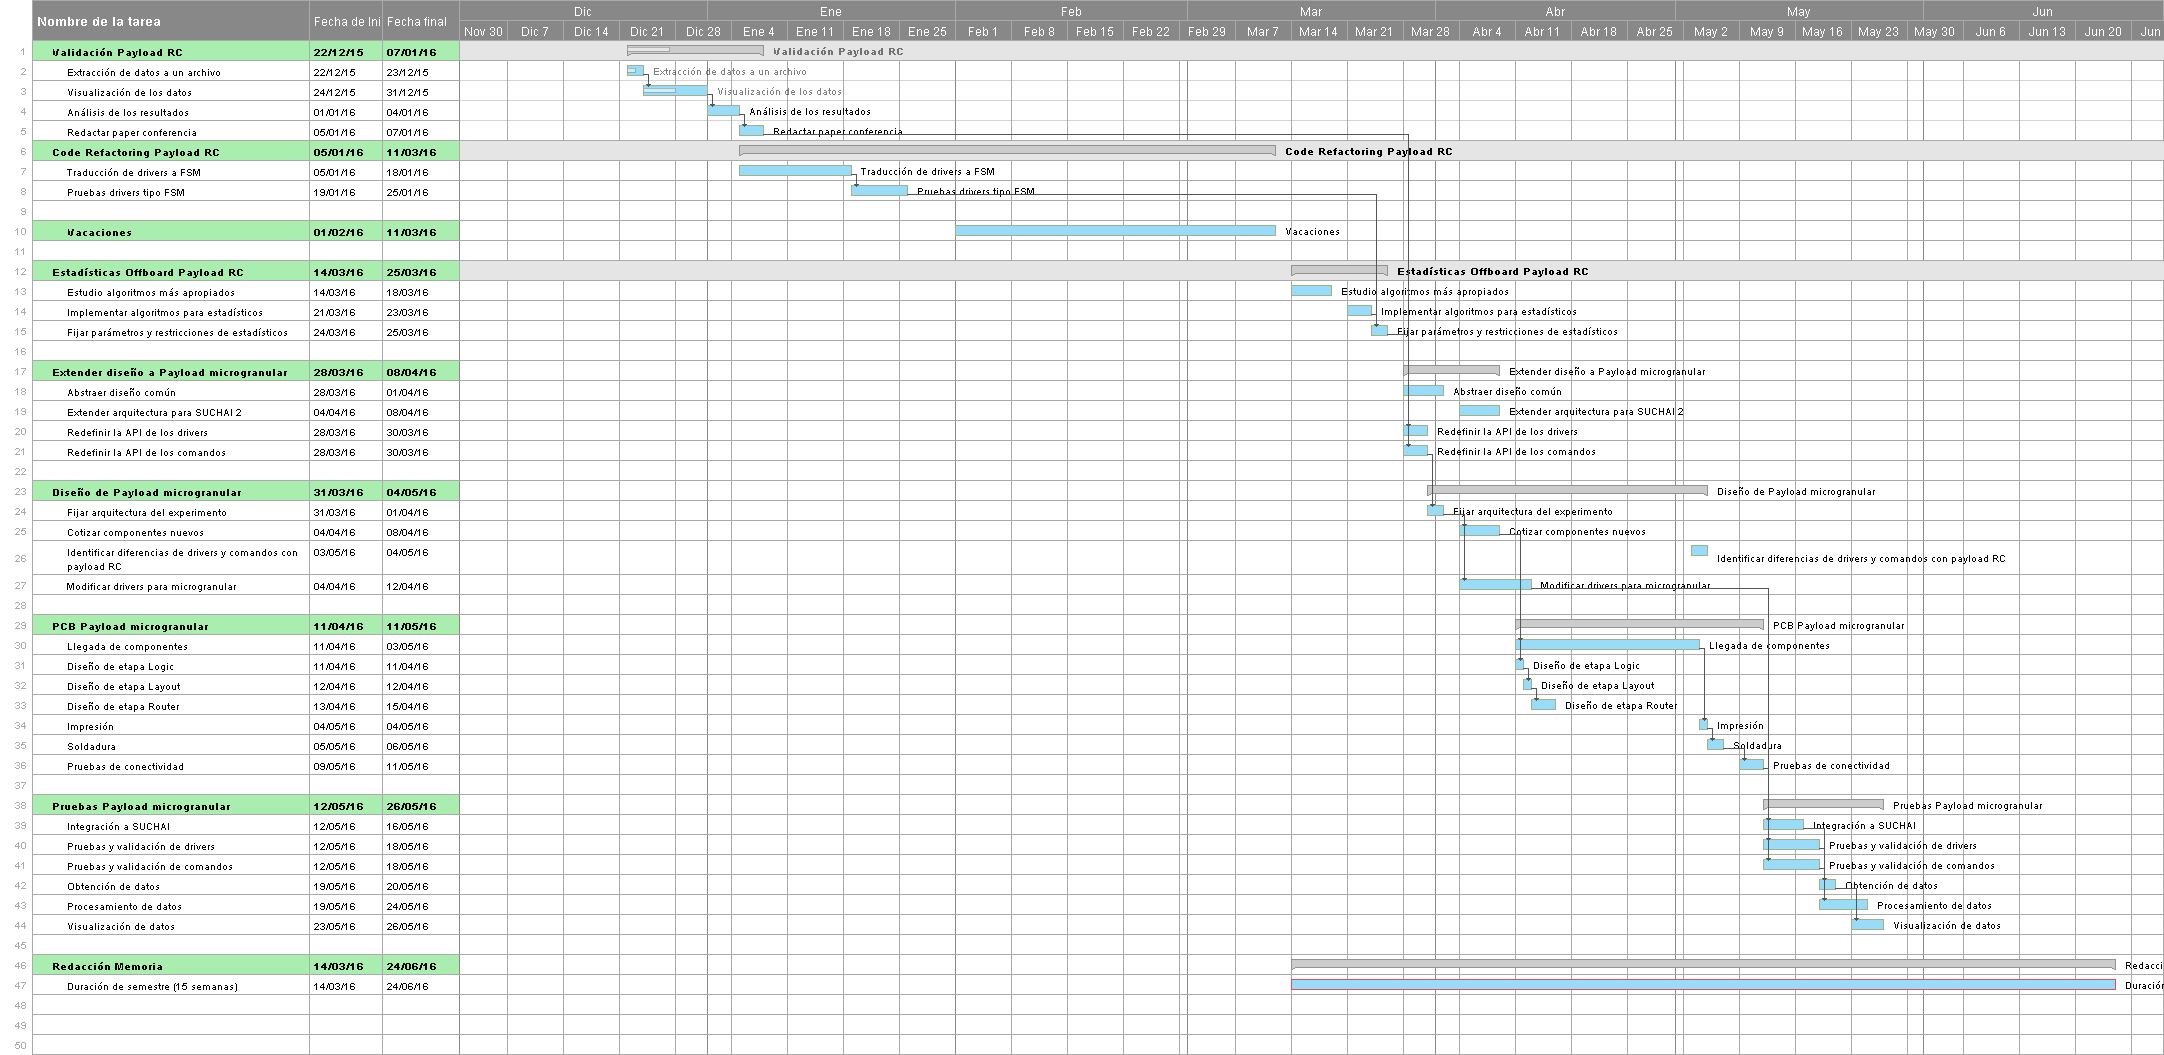 Nombre de la tarea Fecha de Ini Fecha final Dic Ene Feb Mar Abr May Jun
Nov 30 Dic 7 Dic 14 Dic 21 Dic 28 Ene 4 Ene 11 Ene 18 Ene 25 Feb 1 Feb 8 Feb 15 Feb 22 Feb 29 Mar 7 Mar 14 Mar 21 Mar 28 Abr 4 Abr 11 Abr 18 Abr 25 May 2 May 9 May 16 May 23 May 30 Jun 6 Jun 13 Jun 20 Jun
1 Validación Payload RC 22/12/15 07/01/16 Validación Payload RC
2 Extracción de datos a un archivo 22/12/15 23/12/15 Extracción de datos a un archivo
3 Visualización de los datos 24/12/15 31/12/15 Visualización de los datos
4 Análisis de los resultados 01/01/16 04/01/16 Análisis de los resultados
5 Redactar paper conferencia 05/01/16 07/01/16 Redactar paper conferencia
6 Code Refactoring Payload RC 05/01/16 11/03/16 Code Refactoring Payload RC
7 Traducción de drivers a FSM 05/01/16 18/01/16 Traducción de drivers a FSM
8 Pruebas drivers tipo FSM 19/01/16 25/01/16 Pruebas drivers tipo FSM
9
10 Vacaciones 01/02/16 11/03/16 Vacaciones
11
12 Estadísticas Offboard Payload RC 14/03/16 25/03/16 Estadísticas Offboard Payload RC
13 Estudio algoritmos más apropiados 14/03/16 18/03/16 Estudio algoritmos más apropiados
14 Implementar algoritmos para estadísticos 21/03/16 23/03/16 Implementar algoritmos para estadísticos
15 Fijar parámetros y restricciones de estadísticos 24/03/16 25/03/16 Fijar parámetros y restricciones de estadísticos
16
17 Extender diseño a Payload microgranular 28/03/16 08/04/16 Extender diseño a Payload microgranular
18 Abstraer diseño común 28/03/16 01/04/16 Abstraer diseño común
19 Extender arquitectura para SUCHAI 2 04/04/16 08/04/16 Extender arquitectura para SUCHAI 2
20 Redefinir la API de los drivers 28/03/16 30/03/16 Redefinir la API de los drivers
21 Redefinir la API de los comandos 28/03/16 30/03/16 Redefinir la API de los comandos
22
23 Diseño de Payload microgranular 31/03/16 04/05/16 Diseño de Payload microgranular
24 Fijar arquitectura del experimento 31/03/16 01/04/16 Fijar arquitectura del experimento
25 Cotizar componentes nuevos 04/04/16 08/04/16 Cotizar componentes nuevos
26 Identificar diferencias de drivers y comandos con 03/05/16 04/05/16 Identificar diferencias de drivers y comandos con payload RC
payload RC
27 Modificar drivers para microgranular 04/04/16 12/04/16 Modificar drivers para microgranular
28
29 PCB Payload microgranular 11/04/16 11/05/16 PCB Payload microgranular
30 Llegada de componentes 11/04/16 03/05/16 Llegada de componentes
31 Diseño de etapa Logic 11/04/16 11/04/16 Diseño de etapa Logic
32 Diseño de etapa Layout 12/04/16 12/04/16 Diseño de etapa Layout
33 Diseño de etapa Router 13/04/16 15/04/16 Diseño de etapa Router
34 Impresión 04/05/16 04/05/16 Impresión
35 Soldadura 05/05/16 06/05/16 Soldadura
36 Pruebas de conectividad 09/05/16 11/05/16 Pruebas de conectividad
37
38 Pruebas Payload microgranular 12/05/16 26/05/16 Pruebas Payload microgranular
39 Integración a SUCHAI 12/05/16 16/05/16 Integración a SUCHAI
40 Pruebas y validación de drivers 12/05/16 18/05/16 Pruebas y validación de drivers
41 Pruebas y validación de comandos 12/05/16 18/05/16 Pruebas y validación de comandos
42 Obtención de datos 19/05/16 20/05/16 Obtención de datos
43 Procesamiento de datos 19/05/16 24/05/16 Procesamiento de datos
44 Visualización de datos 23/05/16 26/05/16 Visualización de datos
45
46 Redacción Memoria 14/03/16 24/06/16 Redacci
47 Duración de semestre (15 semanas) 14/03/16 24/06/16 Duración
48
49
50